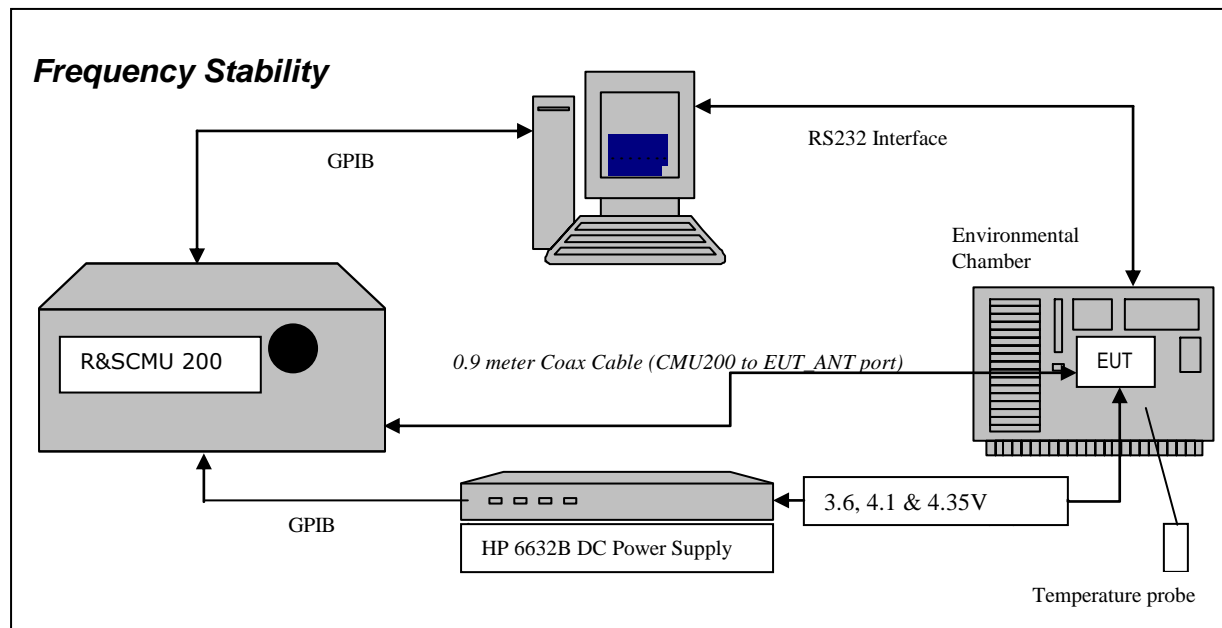 Frequency Stability
GPIB
RS232 Interface
Environmental
Chamber
R&SCMU 200
0.9 meter Coax Cable (CMU200 to EUT_ANT port)
EUT
3.6, 4.1 & 4.35V
GPIB
HP 6632B DC Power Supply
Temperature probe